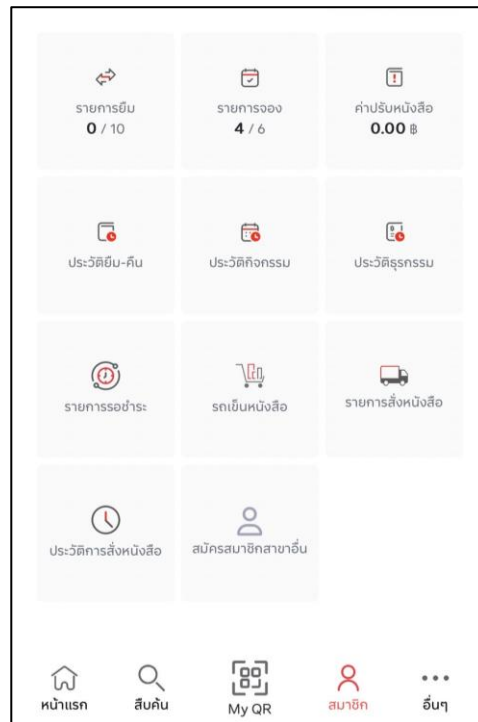 รายการยืม
0 / 10
รายการจอง
4 / 6
ค่าปรับหนังสือ
0.00 ฿
ประวัติยืม-คืน
ประวัติกิจกรรม
ประวัติธุรกรรม
รายการรอชำระ
รถเข็นหนังสือ
รายการสั่งหนังสือ
ประวัติการสั่งหนังสือ
สมัครสมาชิกสาขาอื่น
หน้าแรก
สืบค้น
My QR
สมาชิก
อื่นๆ